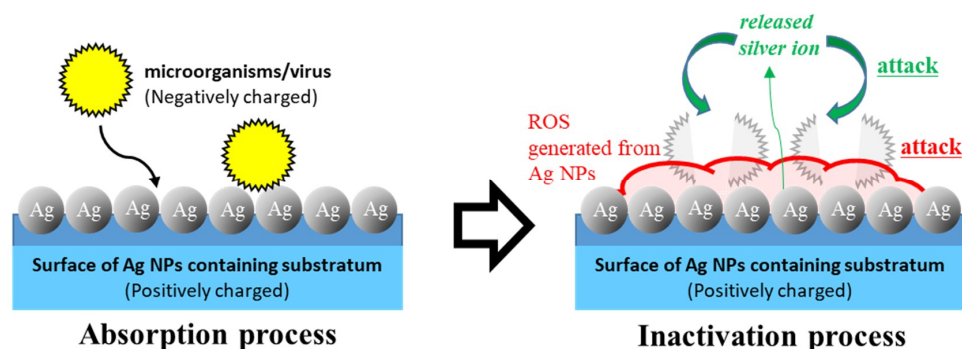 microorganisms/virus
(Negatively charged)
Ag Ag Ag Ag Ag Ag Ag Ag
Surface of Ag NPs containing substratum
(Positively charged)
Absorption process
released
silver ion
attack
ROS
generated from
Ag NPs
attack
Ag Ag Ag Ag Ag Ag Ag Ag
Surface of Ag NPs containing substratum
(Positively charged)
Inactivation process